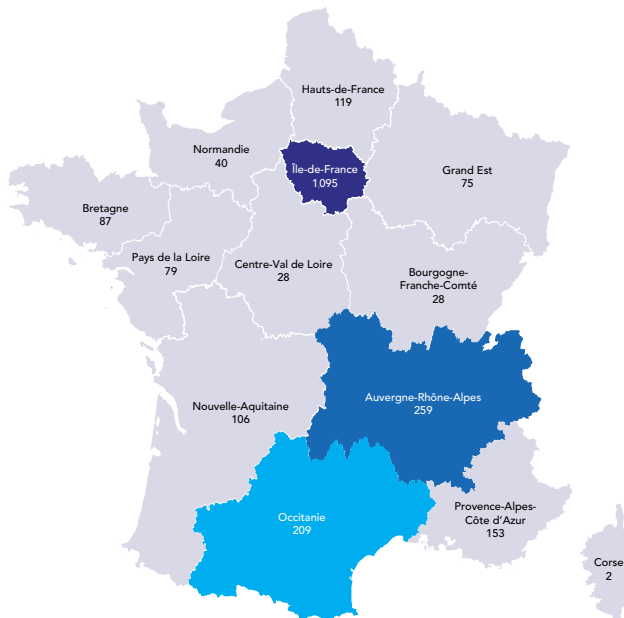 Hauts-de-France
119
Normandie
40
Île-de-France
1.095
Grand Est
75
Bretagne
87
Pays de la Loire
79
Centre-Val de Loire
28
Bourgogne-
Franche-Comté
28
Nouvelle-Aquitaine
106
Auvergne-Rhône-Alpes
259
Occitanie
209
Provence-Alpes-
Côte d’Azur
153
Corse
2